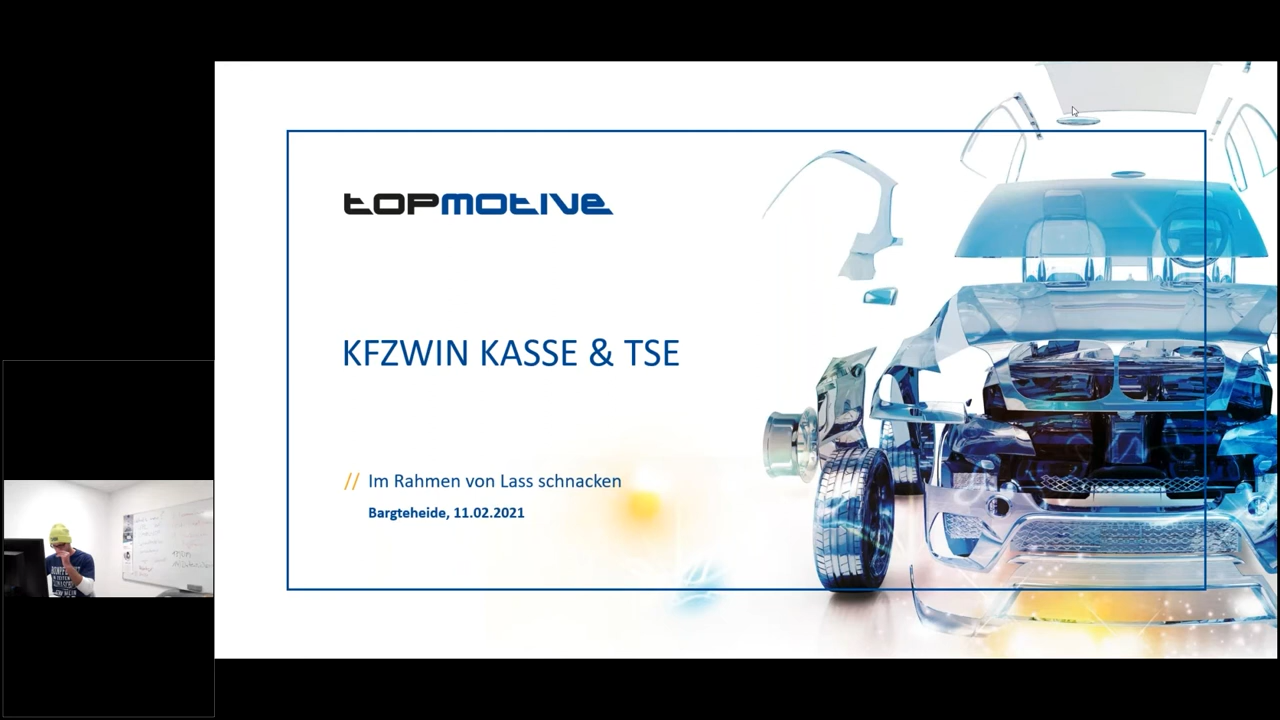 topmotive
KFZWIN KASSE & TSE
// Im Rahmen von Lass schnacken
Bargteheide, 11.02.2021